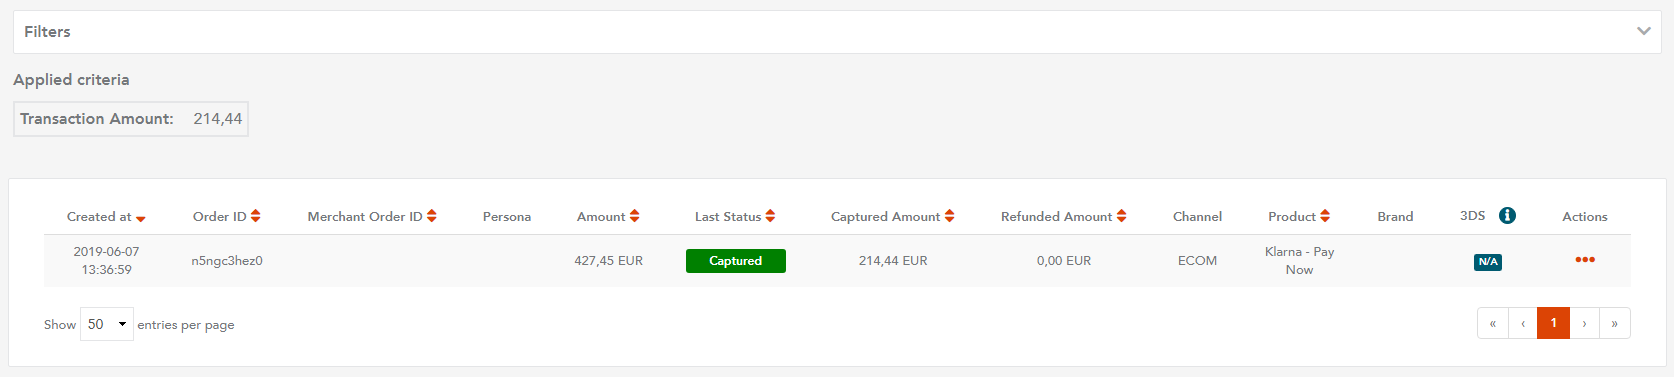 Filters
Applied criteria
Transaction Amount: 214,44
Created at Order ID Merchant Order ID Persona Amount Last Status Captured Amount Refunded Amount Channel Product Brand 3DS i Actions
2019-06-07 13:36:59 n5ngc3hez0 427,45 EUR Captured 214,44 EUR 0,00 EUR ECOM Klarna - Pay Now N/A
Show 50 entries per page « ‹ 1 › »